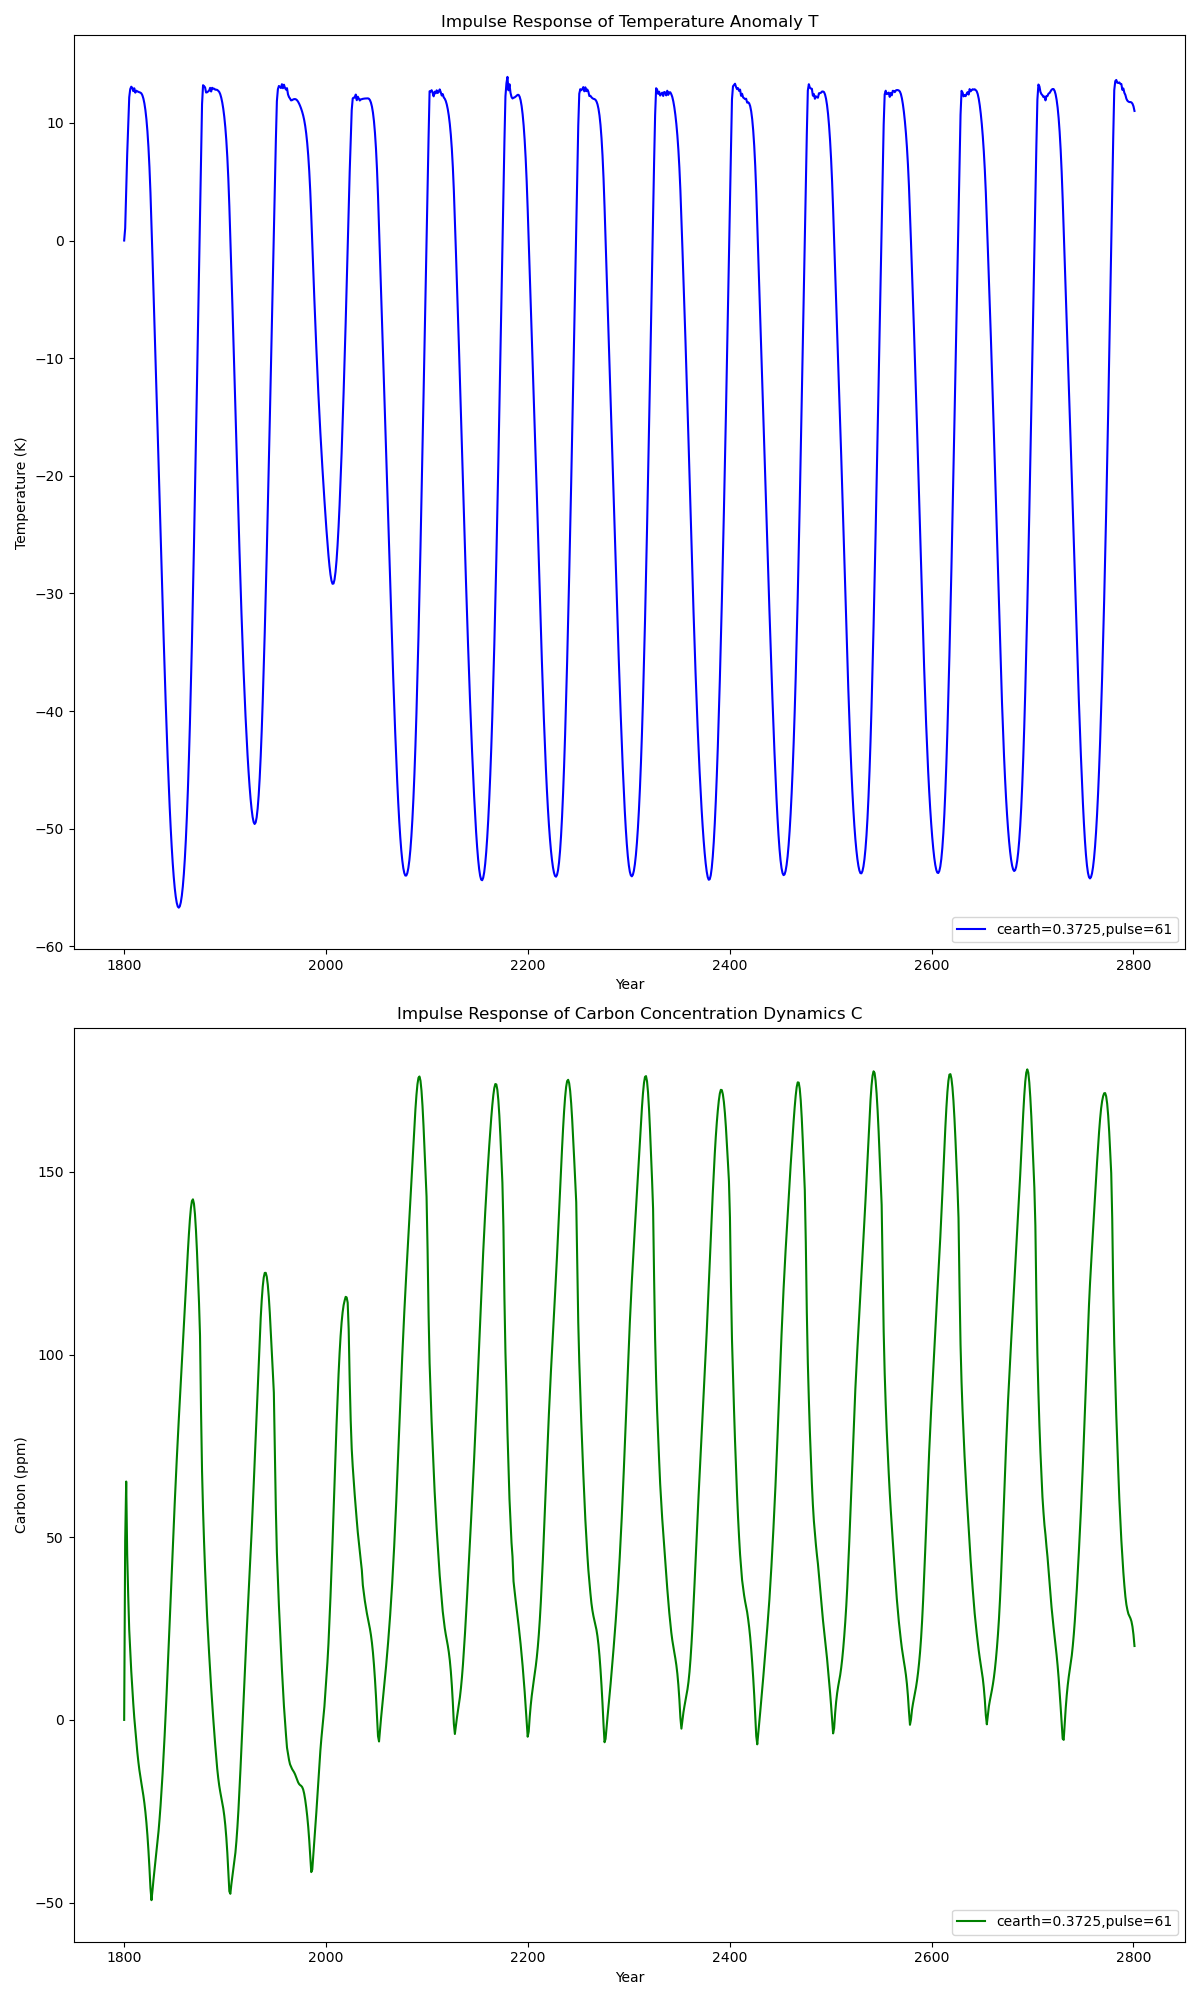 Impulse Response of Temperature Anomaly T
Temperature (K)
10
0
−10
−20
−30
−40
−50
−60
1800 2000 2200 2400 2600 2800
Year
cearth=0.3725,pulse=61
Impulse Response of Carbon Concentration Dynamics C
Carbon (ppm)
150
100
50
0
−50
1800 2000 2200 2400 2600 2800
Year
cearth=0.3725,pulse=61